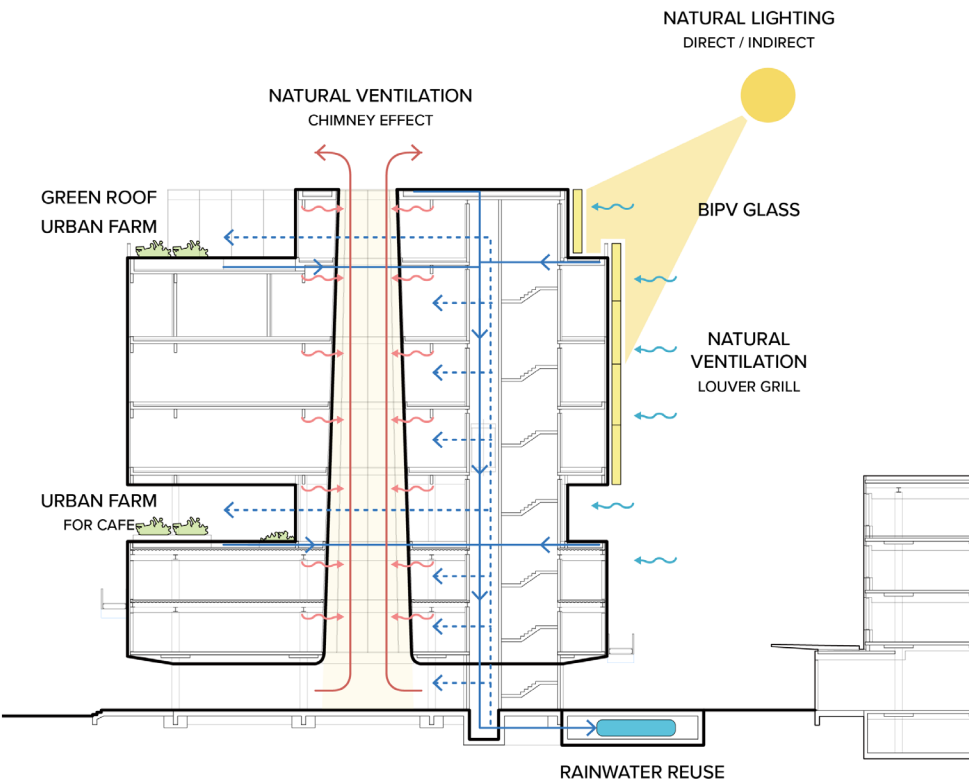 NATURAL LIGHTING
DIRECT / INDIRECT
NATURAL VENTILATION
CHIMNEY EFFECT
GREEN ROOF
URBAN FARM
BIPV GLASS
NATURAL
VENTILATION
LOUVER GRILL
URBAN FARM
FOR CAFE
RAINWATER REUSE